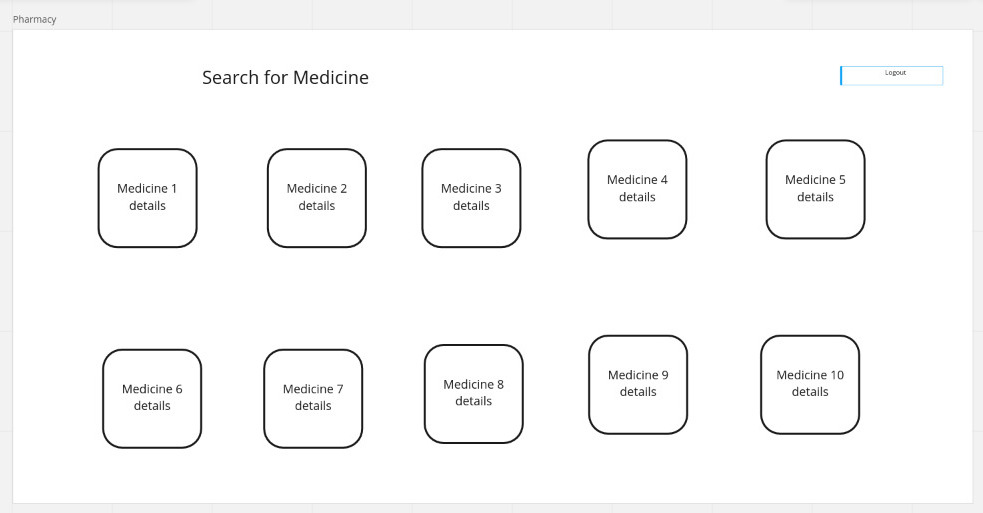 Pharmacy
Search for Medicine
Logout
Medicine 1
details
Medicine 2
details
Medicine 3
details
Medicine 4
details
Medicine 5
details
Medicine 6
details
Medicine 7
details
Medicine 8
details
Medicine 9
details
Medicine 10
details